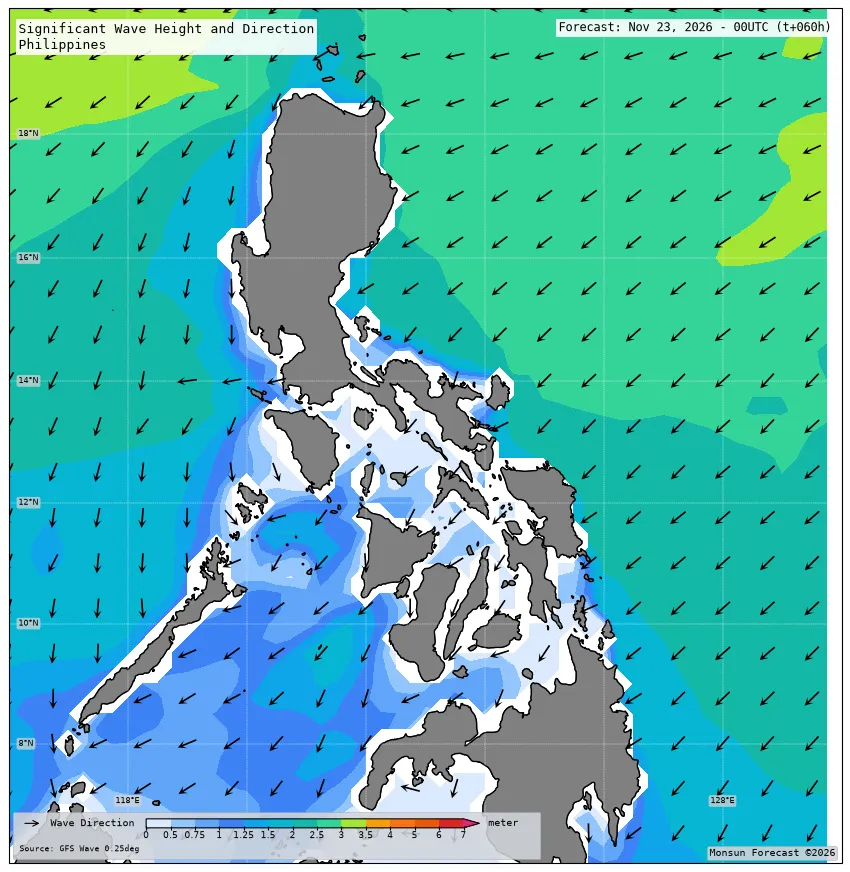 Significant Wave Height and Direction
Philippines
Forecast: Nov 23, 2026 - 00UTC (t+060h)
18°N
16°N
14°N
12°N
10°N
8°N
118°E
128°E
Wave Direction
meter
0 0.5 0.75 1 1.25 1.5 2 2.5 3 3.5 4 5 6 7
Source: GFS Wave 0.25deg
Monsun Forecast ©2026